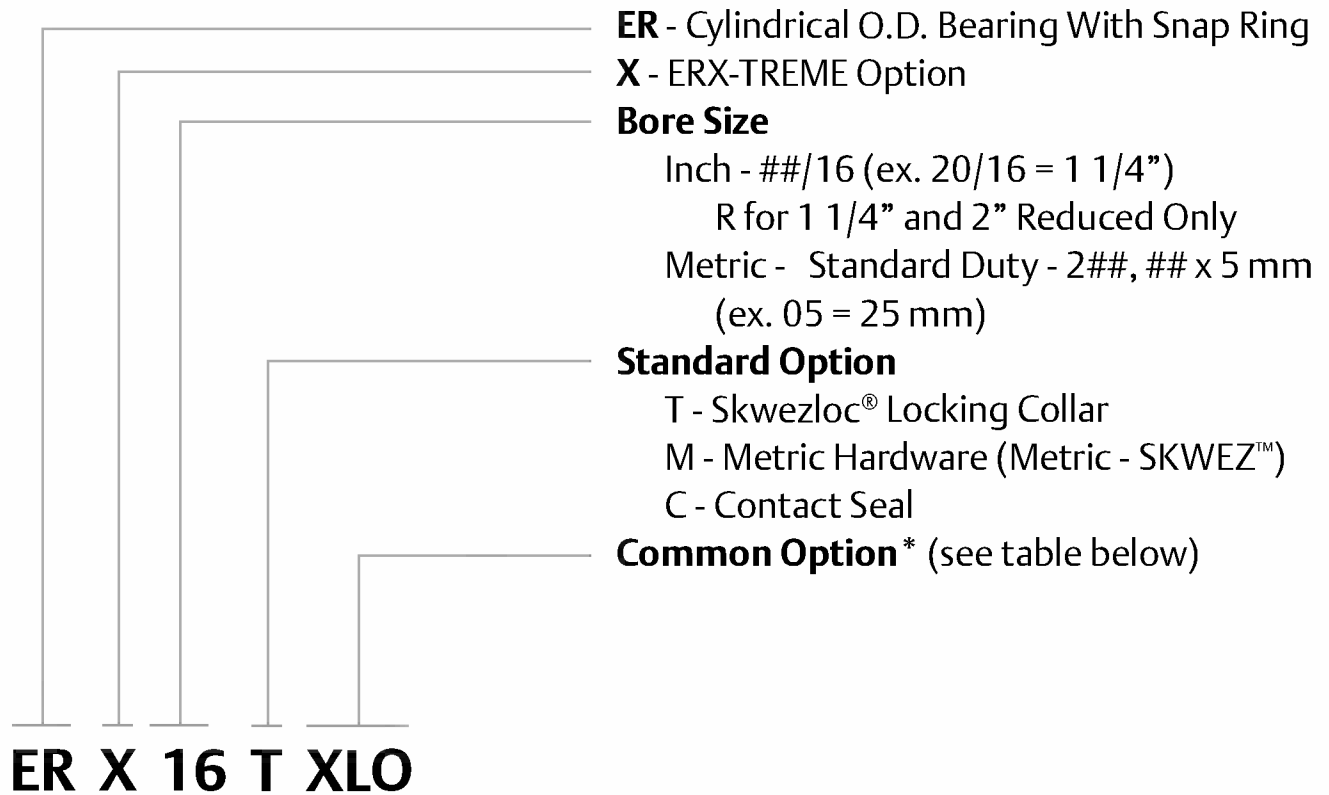 ER - Cylindrical O.D. Bearing With Snap Ring
X - ERX-TREME Option
Bore Size
Inch - ##/16 (ex. 20/16 = 1 1/4”)
R for 1 1/4” and 2” Reduced Only
Metric - Standard Duty - 2##, ## x 5 mm
(ex. 05 = 25 mm)
Standard Option
T - Skwezloc® Locking Collar
M - Metric Hardware (Metric - SKWEZ™)
C - Contact Seal
Common Option* (see table below)
ER X 16 T XLO